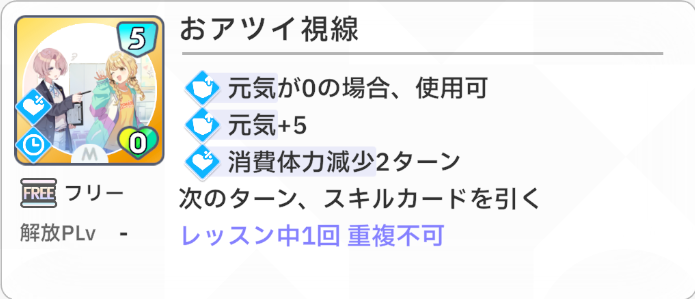 おアツイ視線
5
元気が0の場合、使用可
元気+5
0
M
消費体力減少2ターン
FREE フリー
次のターン、スキルカードを引く
解放PLv -
レッスン中1回 重複不可